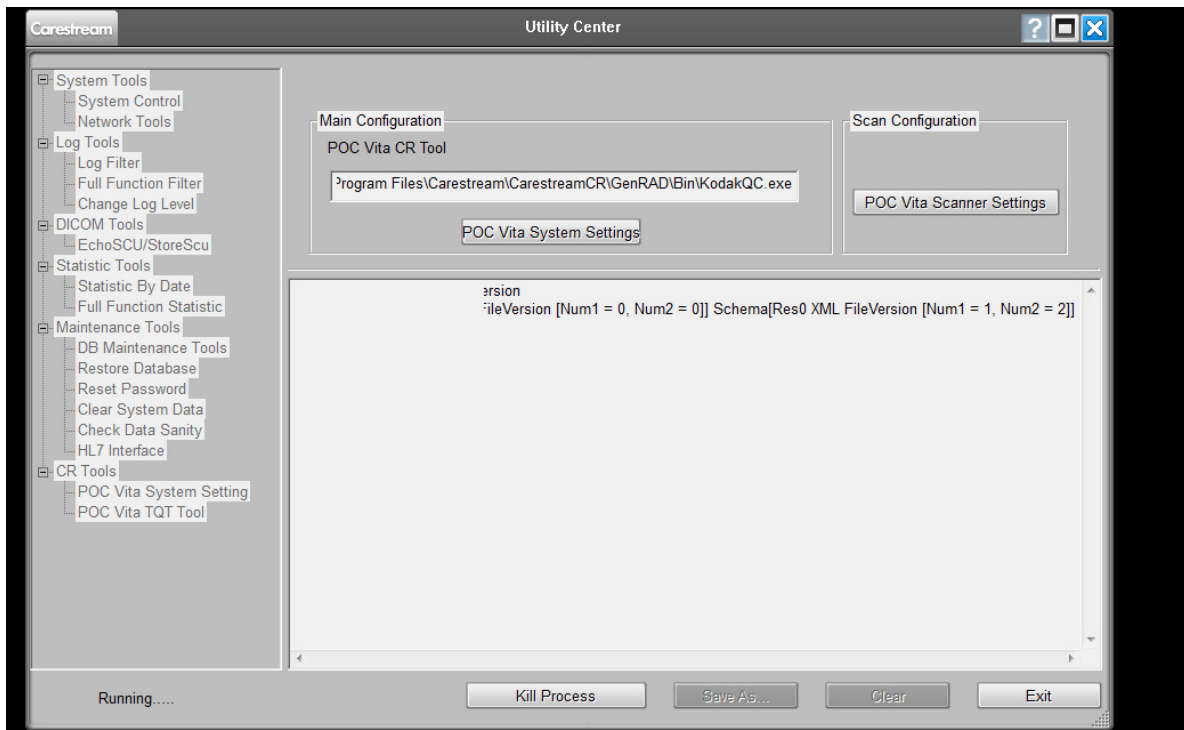 Carestream
Utility Center
?
System Tools
System Control
Network Tools
Log Tools
Log Filter
Full Function Filter
Change Log Level
DICOM Tools
EchoSCU/StoreScu
Statistic Tools
Statistic By Date
Full Function Statistic
Maintenance Tools
DB Maintenance Tools
Restore Database
Reset Password
Clear System Data
Check Data Sanity
HL7 Interface
CR Tools
POC Vita System Setting
POC Vita TQT Tool
Main Configuration
POC Vita CR Tool
Program Files\Carestream\CarestreamCR\GenRAD\Bin\KodakQC.exe
POC Vita System Settings
Scan Configuration
POC Vita Scanner Settings
ersion
FileVersion [Num1 = 0, Num2 = 0]] Schema[Res0 XML FileVersion [Num1 = 1, Num2 = 2]]
Running.....
Kill Process
Save As...
Clear
Exit